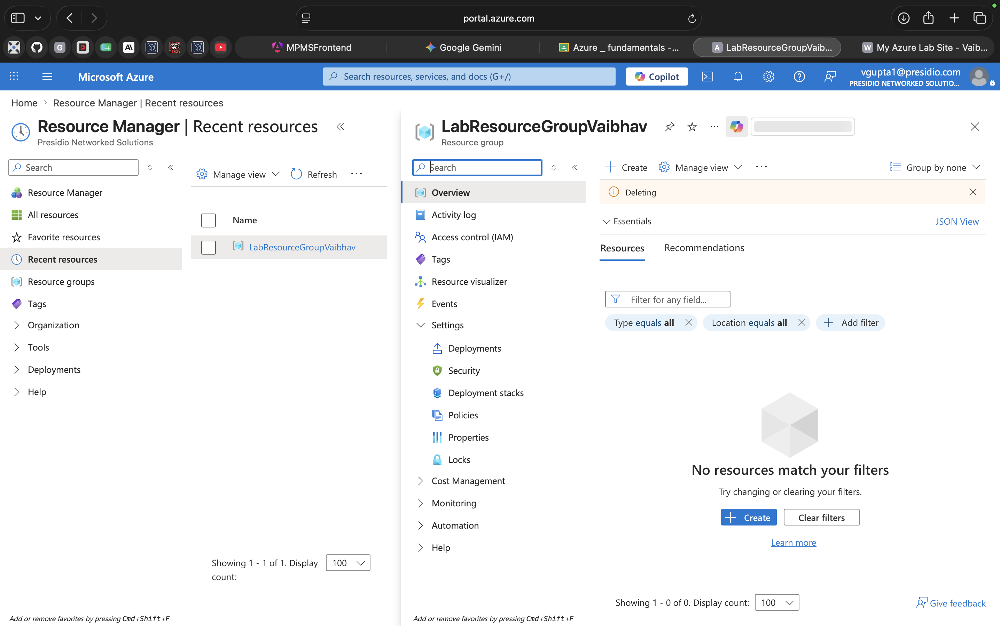 portal.azure.com
G
MPMSFrontend
Google Gemini
Azure _ fundamentals -...
A LabResourceGroupVaib...
W My Azure Lab Site - Vaib...
Microsoft Azure
Search resources, services, and docs (G+/)
Copilot
vgupta1@presidio.com
PRESIDIO NETWORKED SOLUTIO...
Home > Resource Manager | Recent resources
Resource Manager | Recent resources
Presidio Networked Solutions
Search
Resource Manager
All resources
Favorite resources
Recent resources
Resource groups
Tags
Organization
Tools
Deployments
Help
Manage view
Refresh
Name
LabResourceGroupVaibhav
Showing 1 - 1 of 1. Display
count:
100
Add or remove favorites by pressing Cmd+Shift+F
LabResourceGroupVaibhav
Resource group
Search
Overview
Activity log
Access control (IAM)
Tags
Resource visualizer
Events
Settings
Deployments
Security
Deployment stacks
Policies
Properties
Locks
Cost Management
Monitoring
Automation
Help
Add or remove favorites by pressing Cmd+Shift+F
Create
Manage view
Group by none
Deleting
Essentials
JSON View
Resources
Recommendations
Filter for any field...
Type equals all
Location equals all
Add filter
No resources match your filters
Try changing or clearing your filters.
Create
Clear filters
Learn more
Showing 1 - 0 of 0. Display count:
100
Give feedback